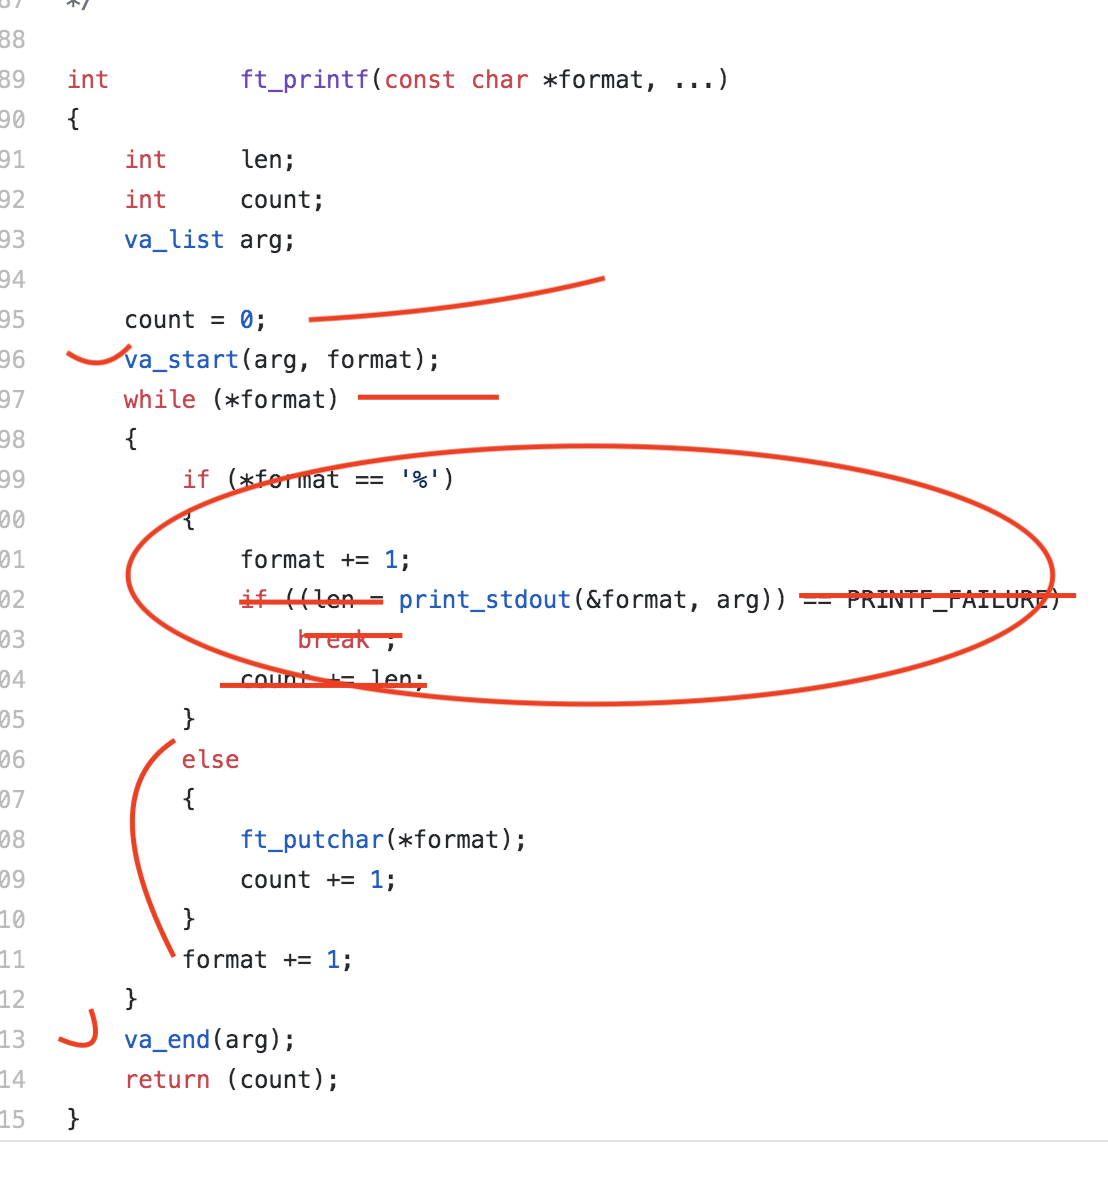 87 */
88
89 int ft_printf(const char *format, ...)
90 {
91 int len;
92 int count;
93 va_list arg;
94
95 count = 0;
96 va_start(arg, format);
97 while (*format)
98 {
99 if (*format == '%')
00 {
01 format += 1;
02 if ((len = print_stdout(&format, arg)) == PRINTF_FAILURE)
03 break ;
04 count += len;
05 }
06 else
07 {
08 ft_putchar(*format);
09 count += 1;
10 }
11 format += 1;
12 }
13 va_end(arg);
14 return (count);
15 }